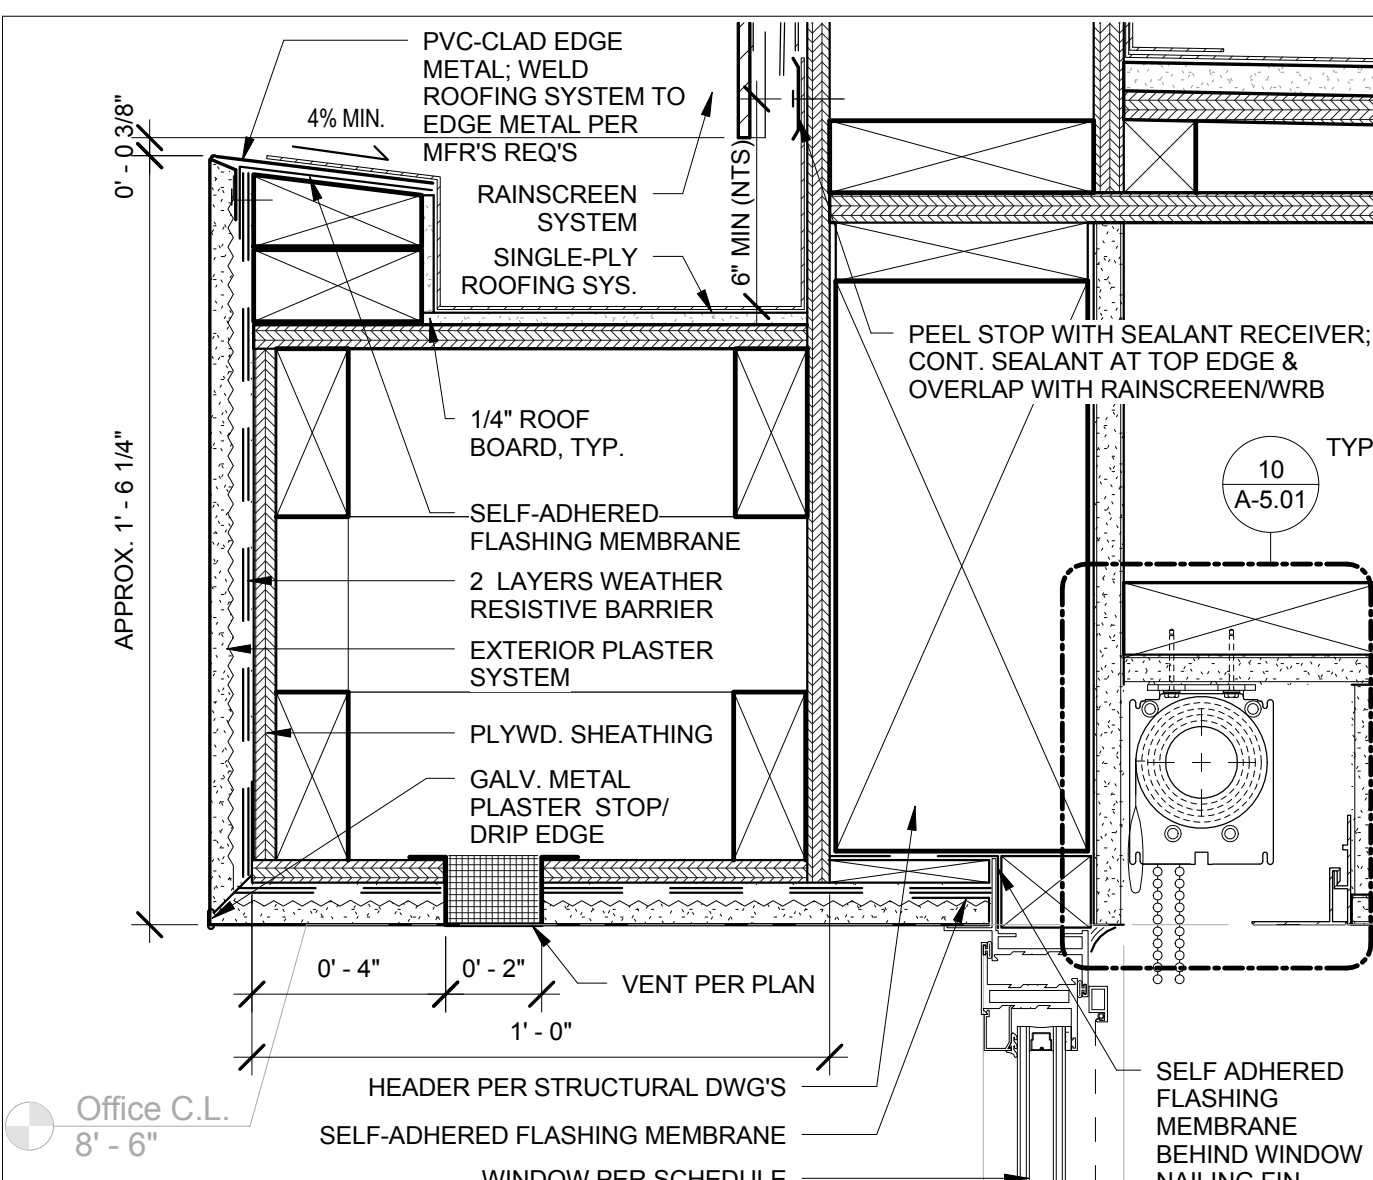 PVC-CLAD EDGE
METAL; WELD
ROOFING SYSTEM TO
EDGE METAL PER
MFR'S REQ'S
4% MIN.
0' - 0 3/8"
RAINSCREEN
SYSTEM
SINGLE-PLY
ROOFING SYS.
6" MIN (NTS)
PEEL STOP WITH SEALANT RECEIVER;
CONT. SEALANT AT TOP EDGE &
OVERLAP WITH RAINSCREEN/WRB
1/4" ROOF
BOARD, TYP.
TYP
10
A-5.01
APPROX. 1' - 6 1/4"
SELF-ADHERED
FLASHING MEMBRANE
2 LAYERS WEATHER
RESISTIVE BARRIER
EXTERIOR PLASTER
SYSTEM
PLYWD. SHEATHING
GALV. METAL
PLASTER STOP/
DRIP EDGE
0' - 4"
0' - 2"
VENT PER PLAN
1' - 0"
HEADER PER STRUCTURAL DWG'S
SELF-ADHERED FLASHING MEMBRANE
WINDOW PER SCHEDULE
Office C.L.
8' - 6"
SELF ADHERED
FLASHING
MEMBRANE
BEHIND WINDOW
NAILING FIN